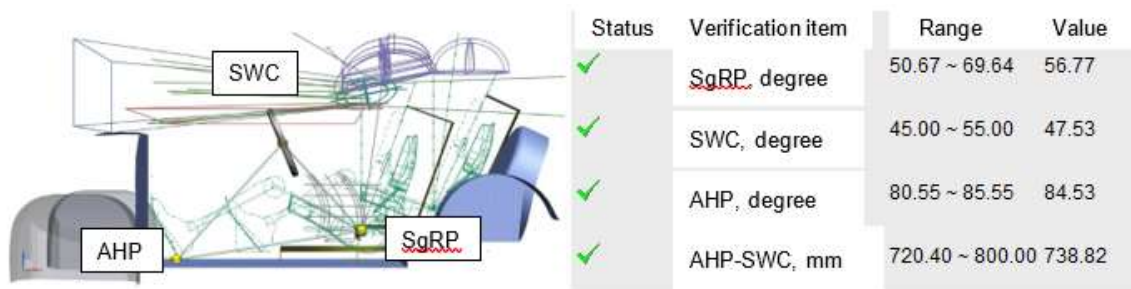 SWC
AHP
SgRP
Status Verification item Range Value
SgRP, degree 50.67 ~ 69.64 56.77
SWC, degree 45.00 ~ 55.00 47.53
AHP, degree 80.55 ~ 85.55 84.53
AHP-SWC, mm 720.40 ~ 800.00 738.82